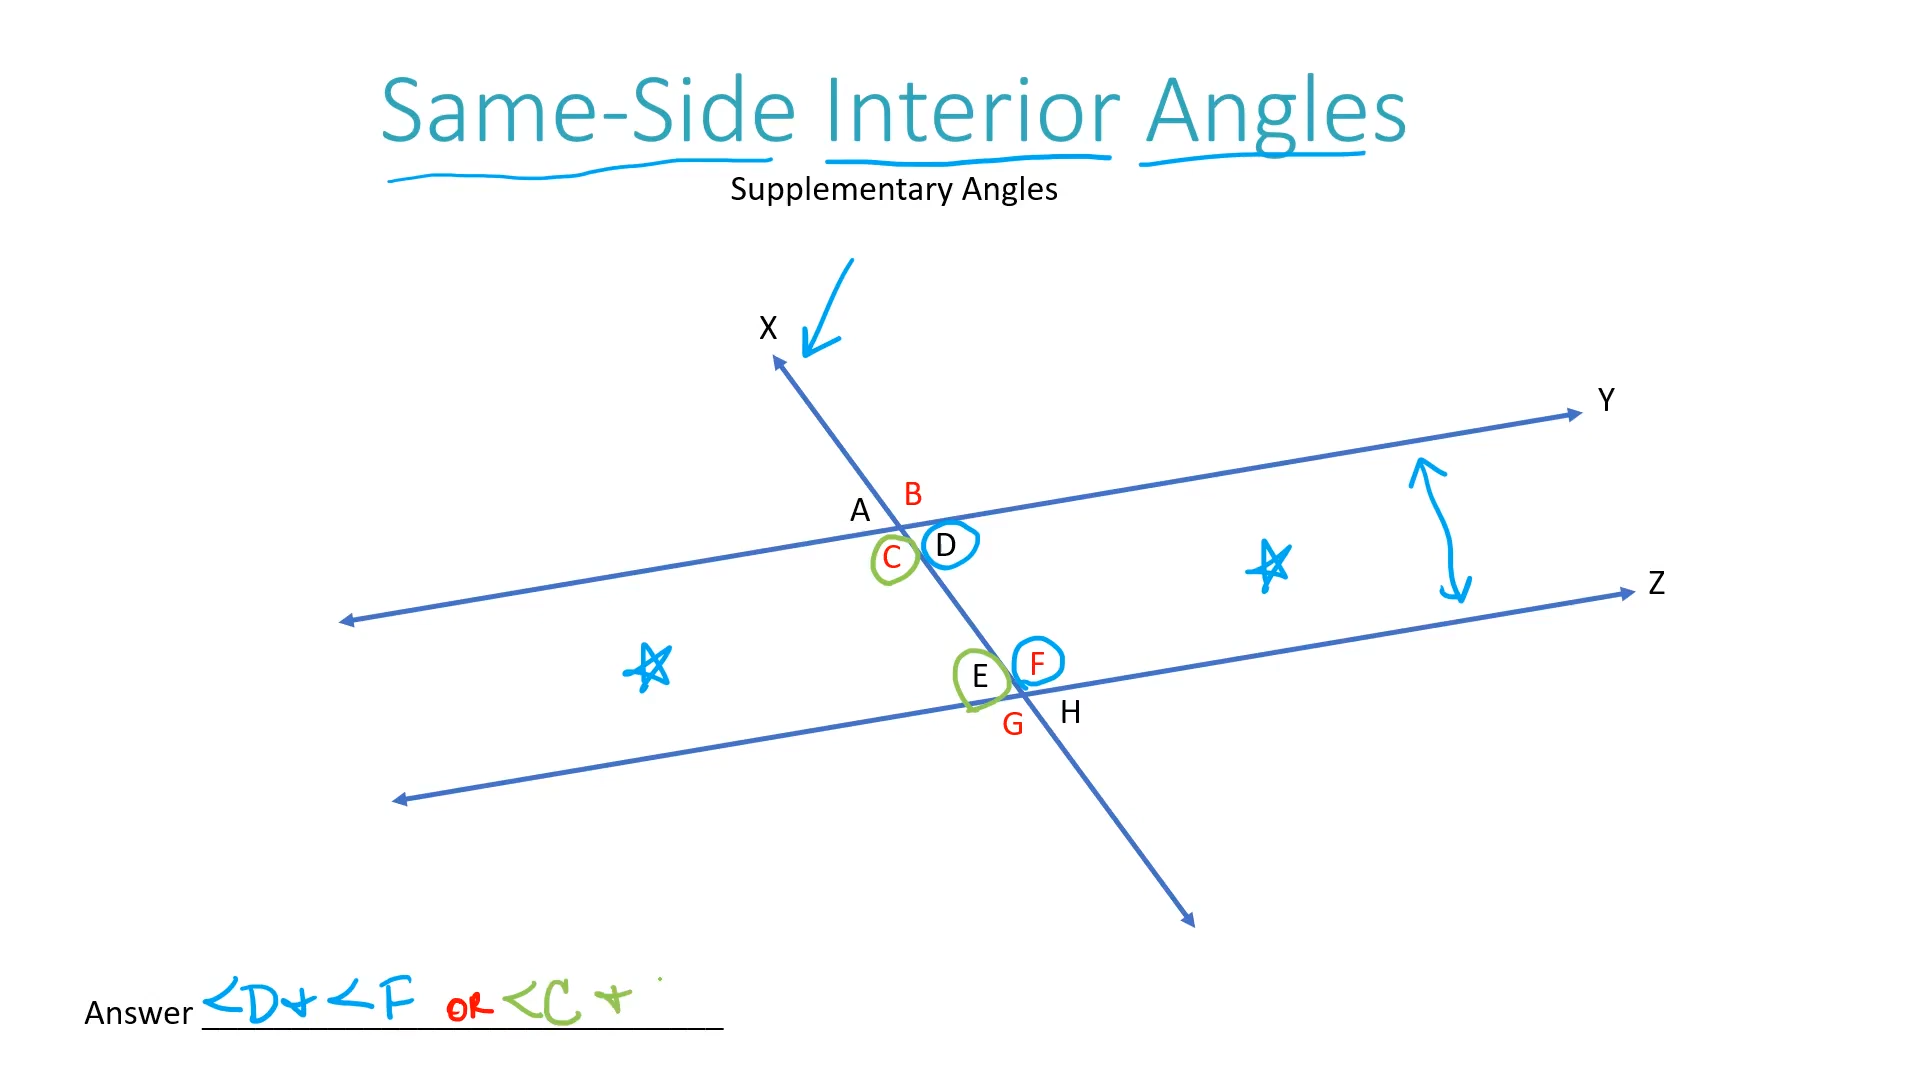 Same-Side Interior Angles
Supplementary Angles
X
Y
B
A
D
C
Z
F
E
H
G
Answer <D + <F OR <C +